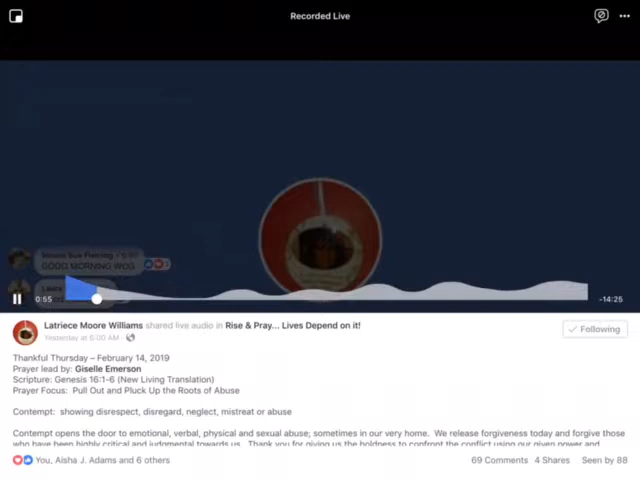 Recorded Live
GOOD MORNING WOG
0:55
-14:25
Latriece Moore Williams shared live audio in Rise & Pray... Lives Depend on it!
Yesterday at 6:00 AM ·
Following
Thankful Thursday – February 14, 2019
Prayer lead by: Giselle Emerson
Scripture: Genesis 16:1-6 (New Living Translation)
Prayer Focus: Pull Out and Pluck Up the Roots of Abuse
Contempt: showing disrespect, disregard, neglect, mistreat or abuse
Contempt opens the door to emotional, verbal, physical and sexual abuse; sometimes in our very home. We release forgiveness today and forgive those
who have been highly critical and judgmental towards us. Thank you for giving us the boldness to confront the conflict using our given power and
You, Aisha J. Adams and 6 others
69 Comments 4 Shares Seen by 88